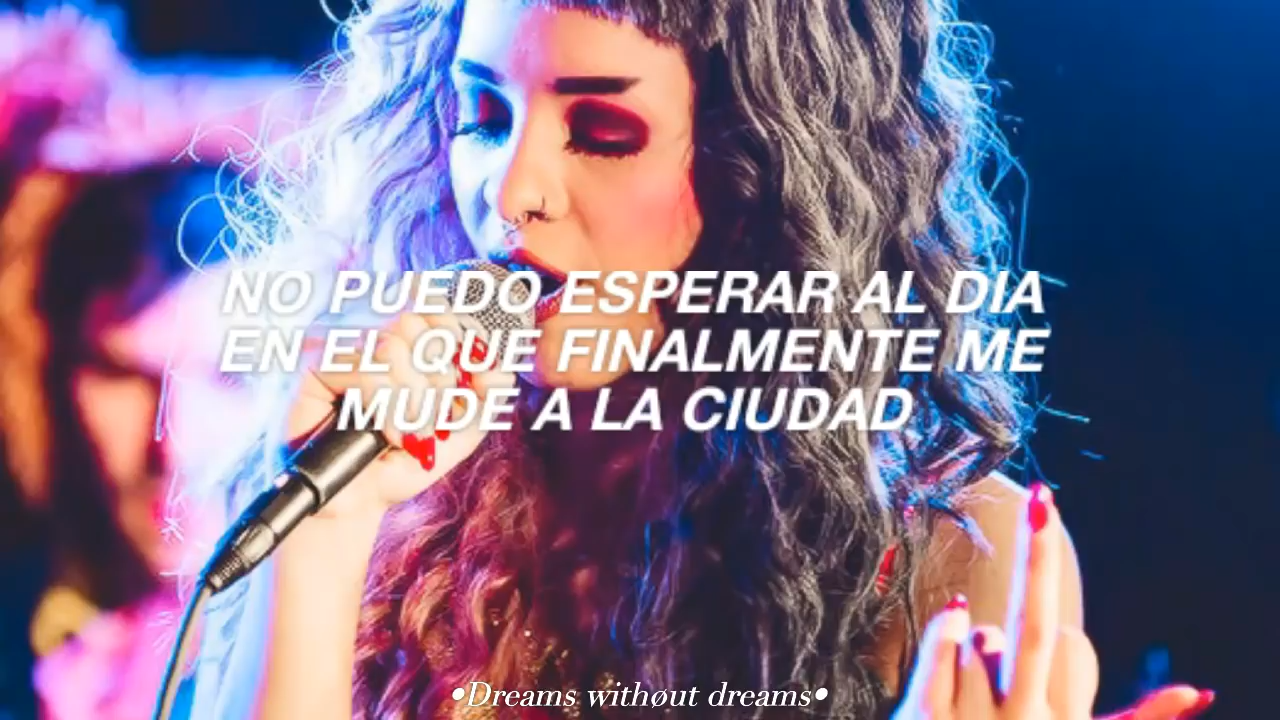 NO PUEDO ESPERAR AL DIA
EN EL QUE FINALMENTE ME
MUDE A LA CIUDAD
•Dreams withøut dreams•